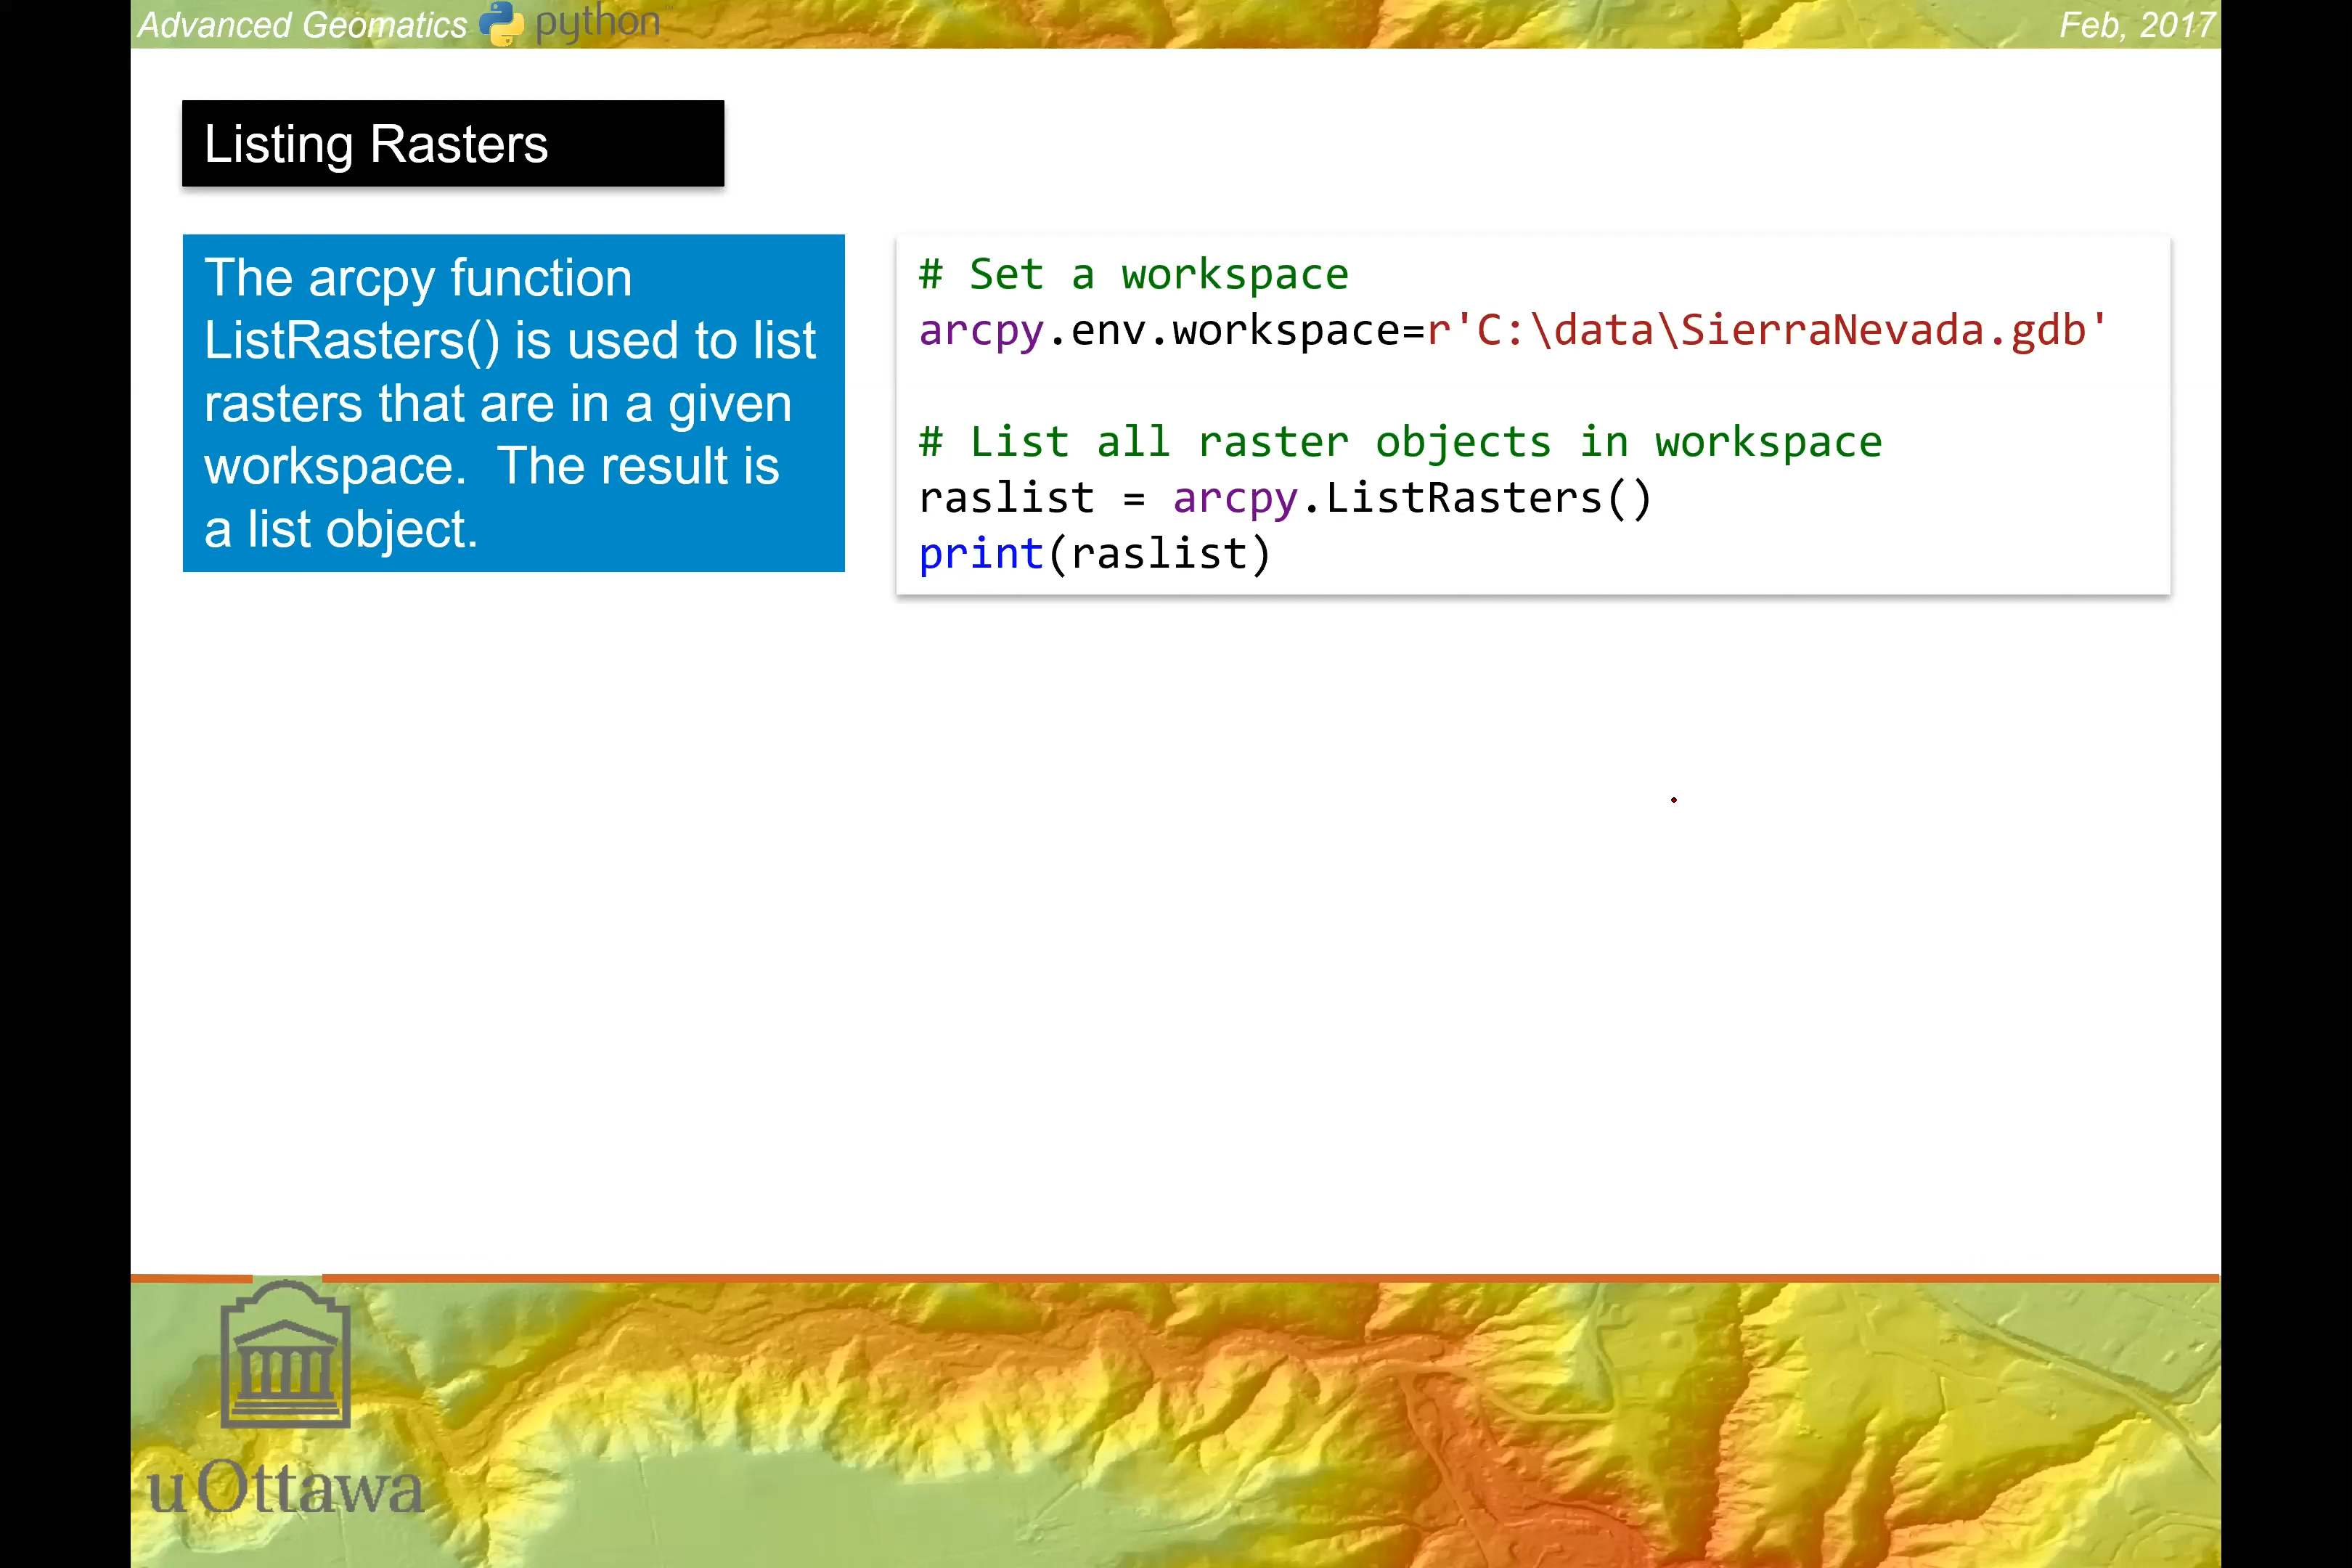 Advanced Geomatics python
Feb, 2017
Listing Rasters
The arcpy function
ListRasters() is used to list
rasters that are in a given
workspace.  The result is
a list object.
# Set a workspace
arcpy.env.workspace=r'C:\data\SierraNevada.gdb'
# List all raster objects in workspace
raslist = arcpy.ListRasters()
print(raslist)
uOttawa